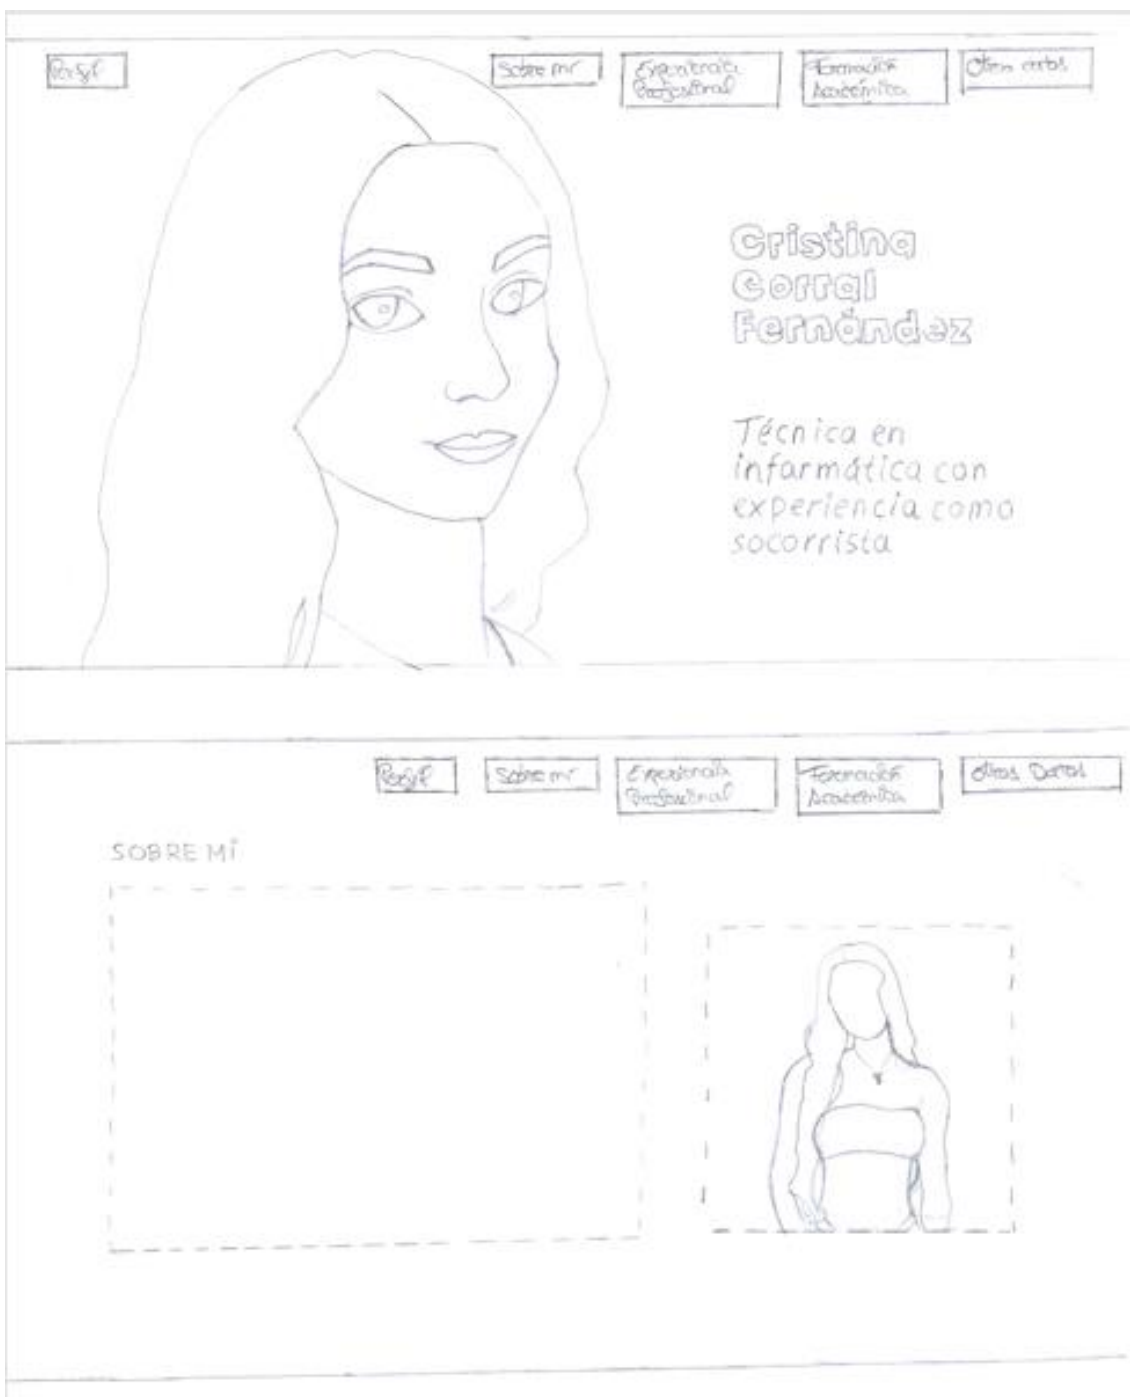 Perfil
Sobre mí
Experiencia
Profesional
Formación
Académica
Otros datos
Cristina
Corral
Fernández
Técnica en
informática con
experiencia como
socorrista
Perfil
Sobre mí
Experiencia
Profesional
Formación
Académica
Otros Datos
SOBRE MÍ